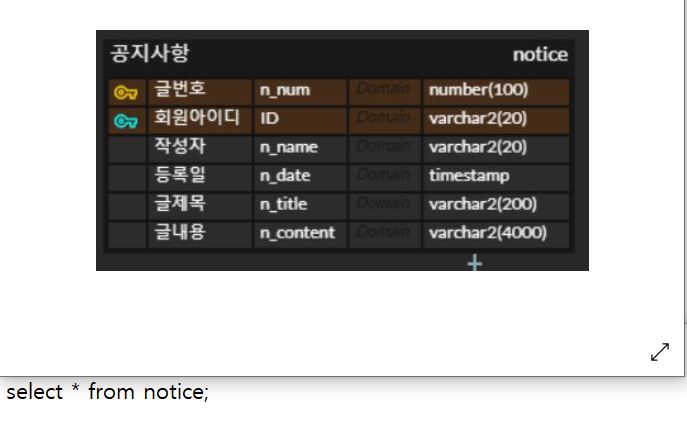 공지사항 notice
글번호 n_num Domain number(100)
회원아이디 ID Domain varchar2(20)
작성자 n_name Domain varchar2(20)
등록일 n_date Domain timestamp
글제목 n_title Domain varchar2(200)
글내용 n_content Domain varchar2(4000)
+
select * from notice;